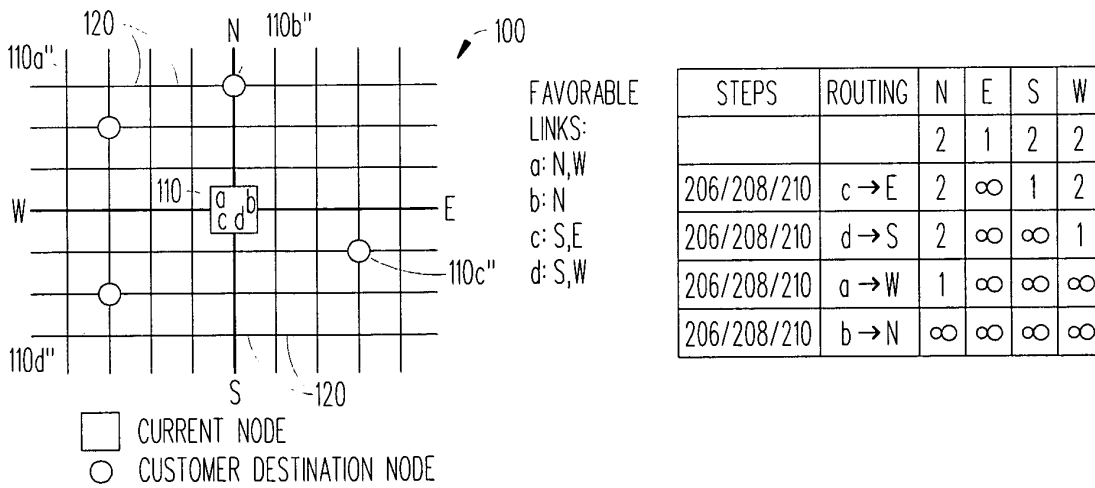 120
N
110b"
100
110a"
110
a
b
c d
W
E
110c"
110d"
S
120
CURRENT NODE
CUSTOMER DESTINATION NODE
FAVORABLE
LINKS:
a: N,W
b: N
c: S,E
d: S,W
STEPS ROUTING N E S W
2 1 2 2
206/208/210 c→E 2 ∞ 1 2
206/208/210 d→S 2 ∞ ∞ 1
206/208/210 a→W 1 ∞ ∞ ∞
206/208/210 b→N ∞ ∞ ∞ ∞